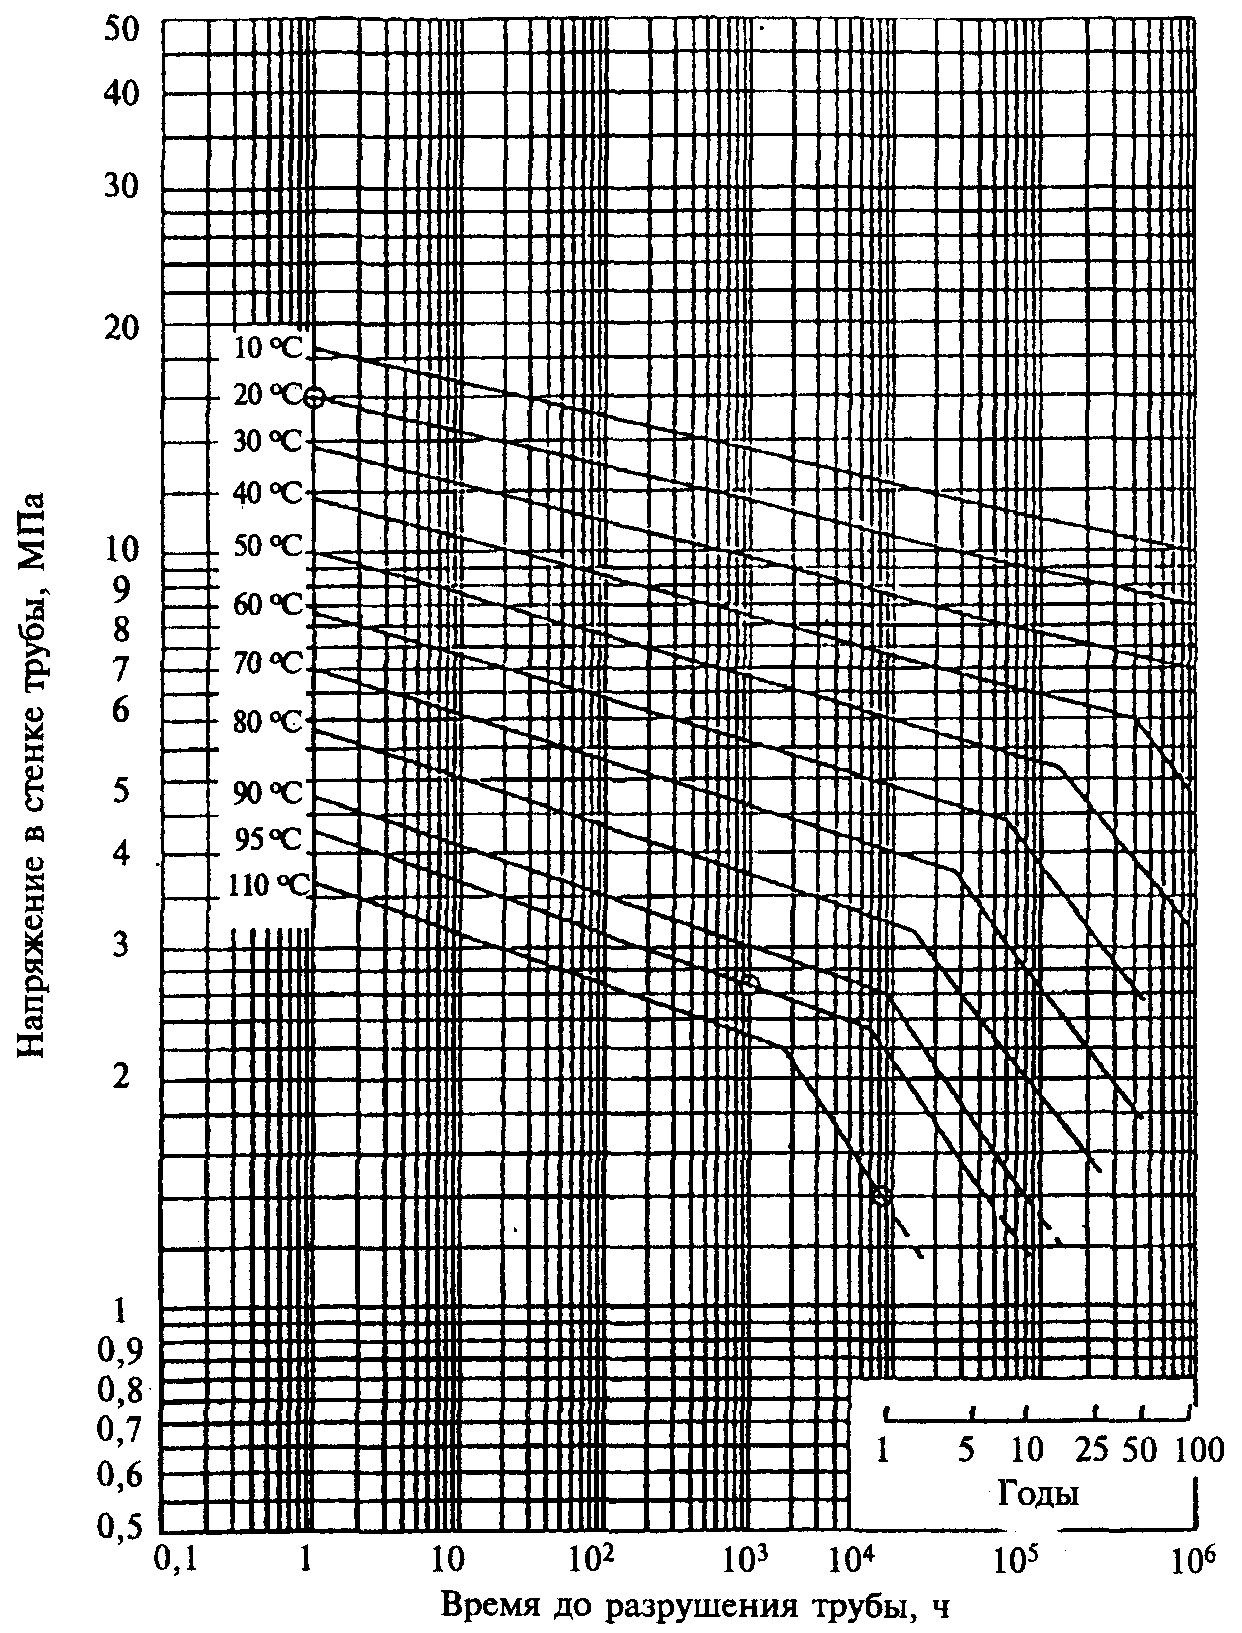 Напряжение в стенке трубы, МПа
50
40
30
20
10
9
8
7
6
5
4
3
2
1
0,9
0,8
0,7
0,6
0,5
10 °C
20 °C
30 °C
40 °C
50 °C
60 °C
70 °C
80 °C
90 °C
95 °C
110 °C
1 5 10 25 50 100
Годы
0,1 1 10 10² 10³ 10⁴ 10⁵ 10⁶
Время до разрушения трубы, ч